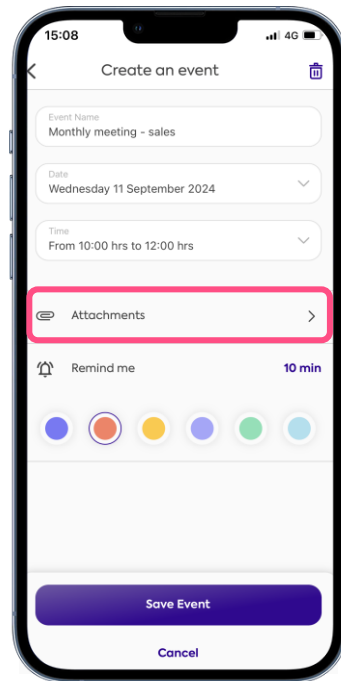 15:08 4G
Create an event
Event Name
Monthly meeting - sales
Date
Wednesday 11 September 2024
Time
From 10:00 hrs to 12:00 hrs
Attachments
Remind me 10 min
Save Event
Cancel